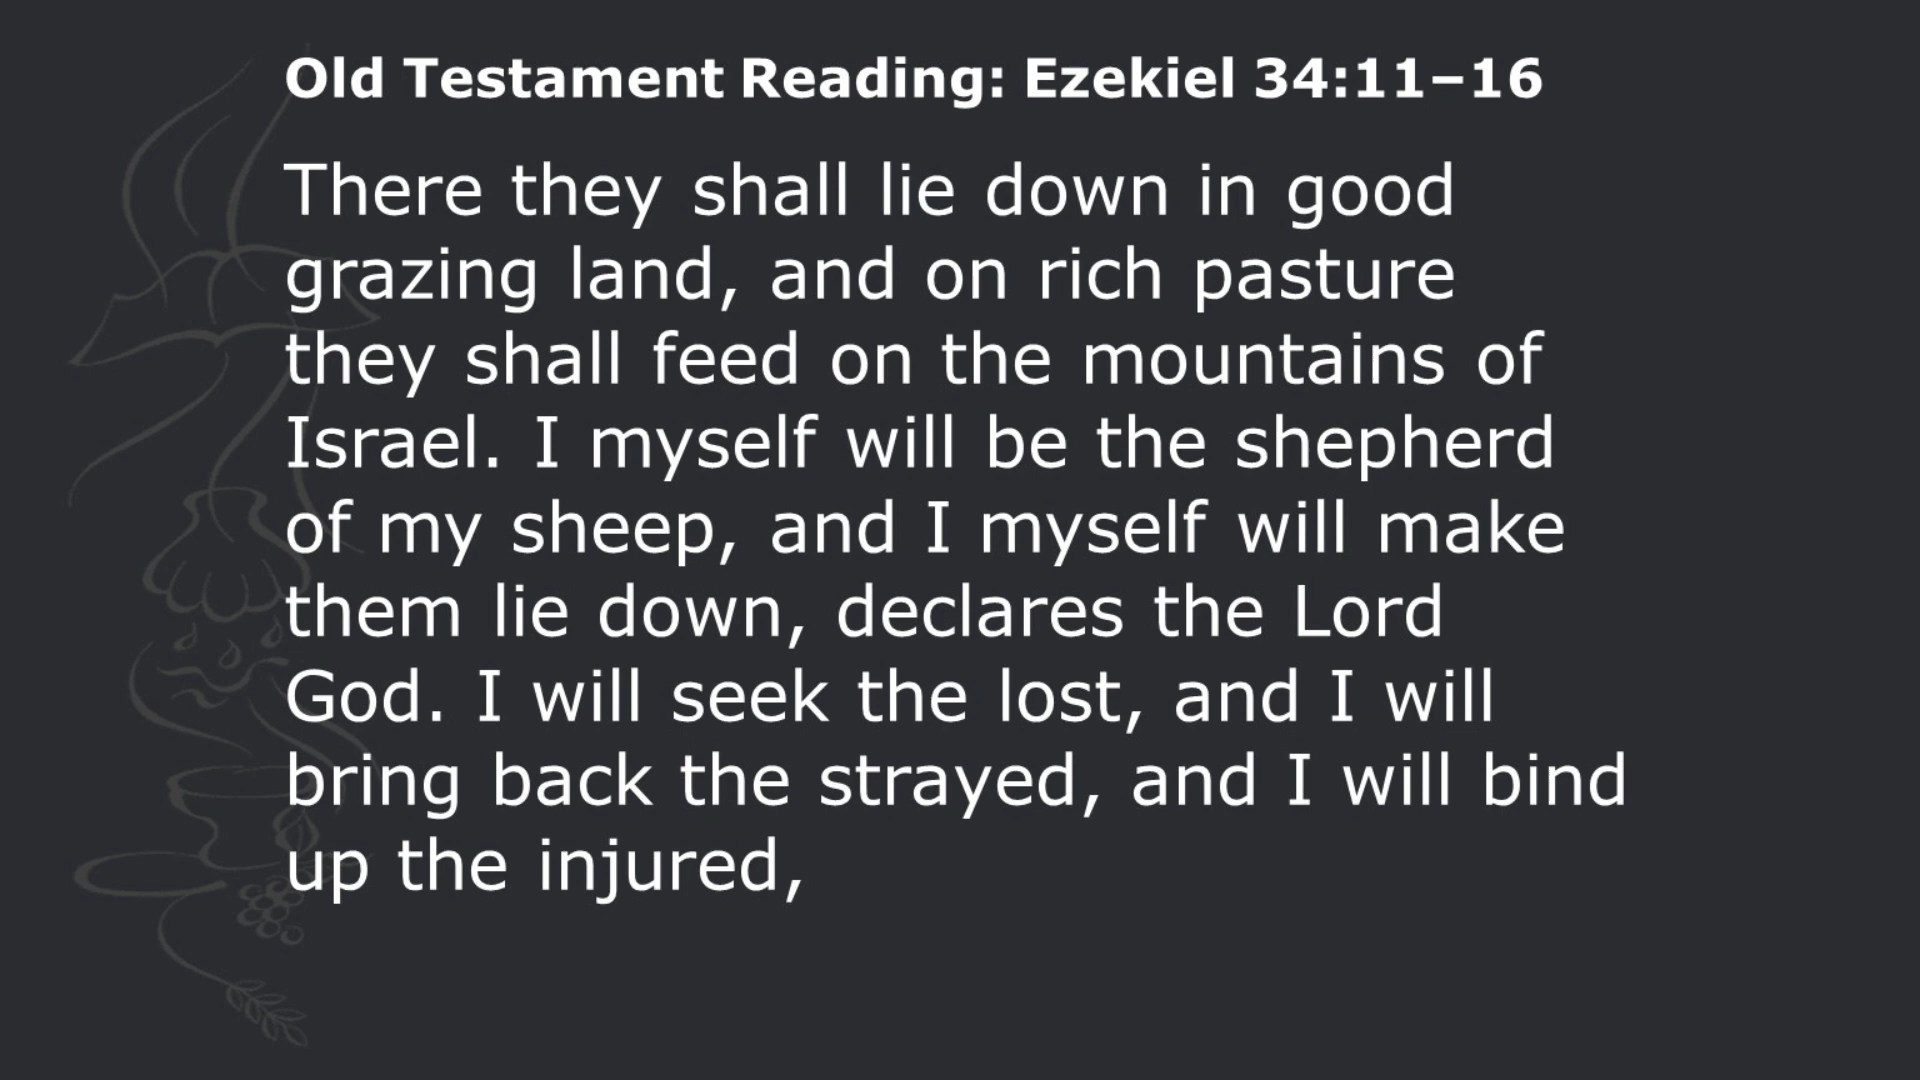 Old Testament Reading: Ezekiel 34:11–16
There they shall lie down in good
grazing land, and on rich pasture
they shall feed on the mountains of
Israel. I myself will be the shepherd
of my sheep, and I myself will make
them lie down, declares the Lord
God. I will seek the lost, and I will
bring back the strayed, and I will bind
up the injured,